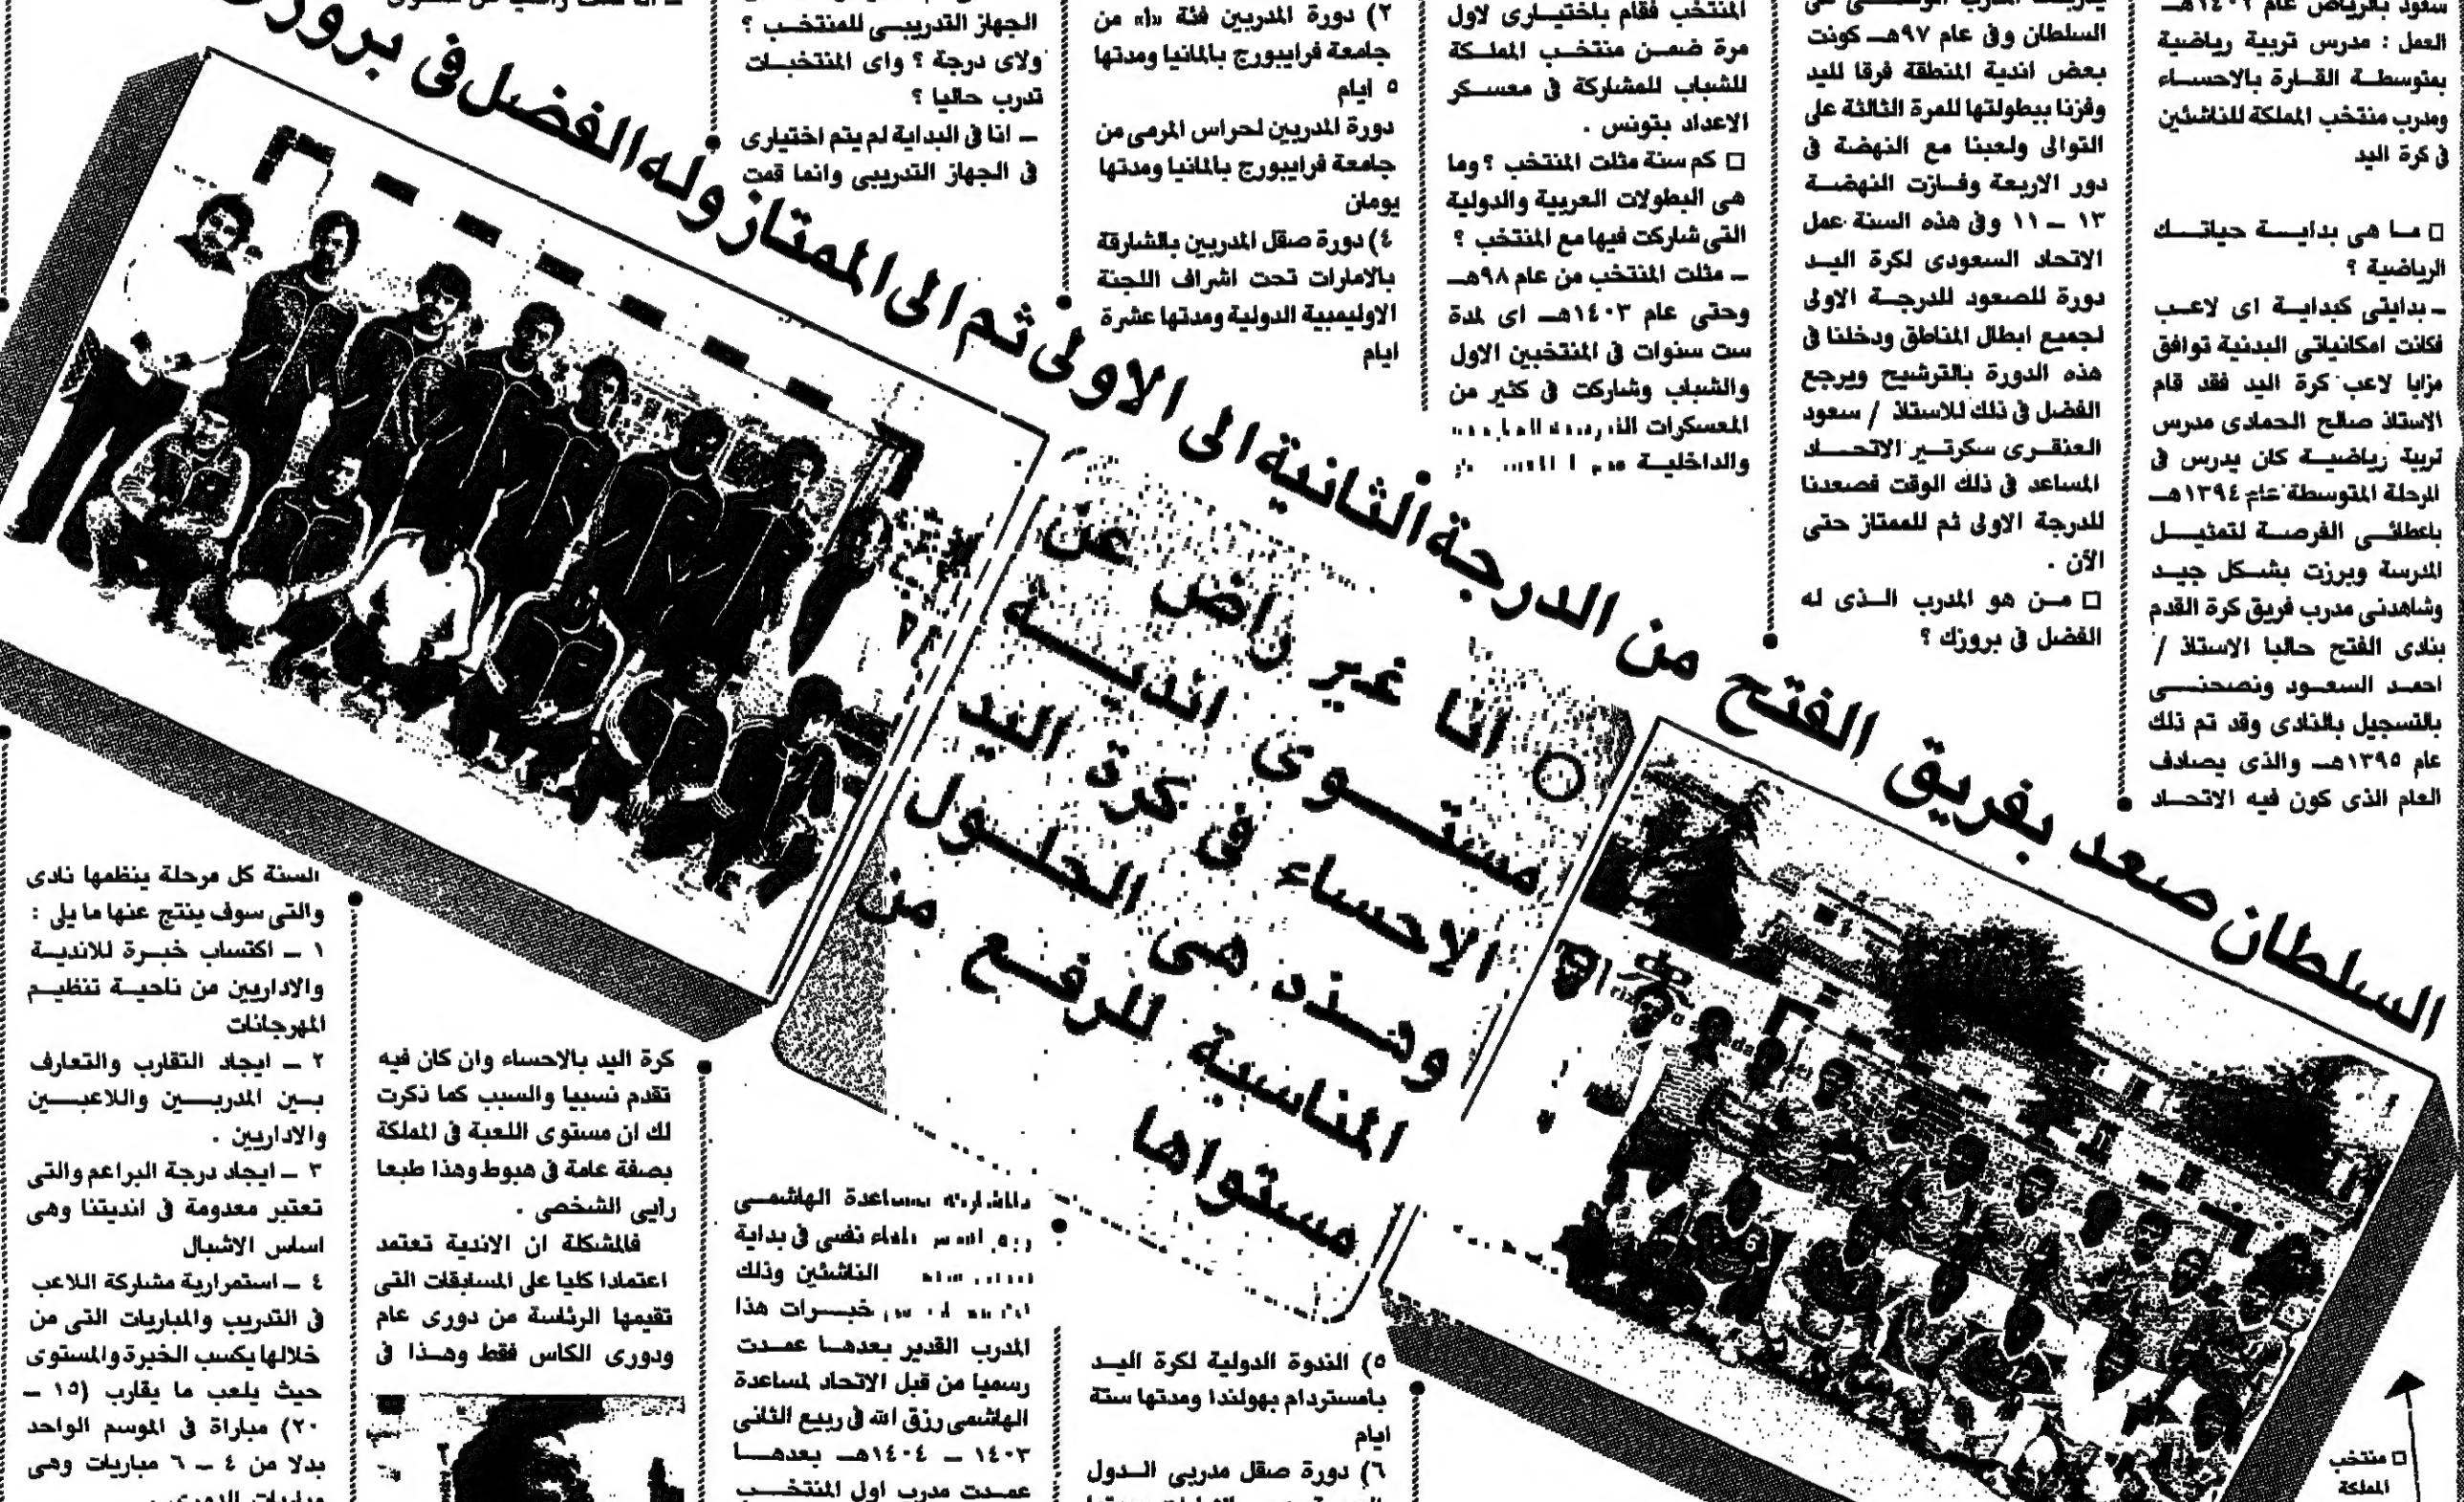 سعود بالرياض عام
العمل : مدرس تربية رياضية
بمتوسطة القارة بالاحساء
ومدرب منتخب المملكة للناشئين
فى كرة اليد
□ ما هى بداية حياتك
الرياضية ؟
ـ بدايتى كبداية اى لاعب
فكانت امكانياتى البدنية توافق
مزايا لاعب كرة اليد فقد قام
الاستاذ صالح الحمادى مدرس
تربية رياضية كان يدرس فى
المرحلة المتوسطة عام ١٣٩٤هـ
باعطائى الفرصة لتمثيل
المدرسة وبرزت بشكل جيد
وشاهدنى مدرب فريق كرة القدم
بنادى الفتح حاليا الاستاذ /
احمد السعود ونصحنى
بالتسجيل بالنادى وقد تم ذلك
عام ١٣٩٥هـ والذى يصادف
العام الذى كون فيه الاتحاد
السلطان وفى عام ٩٧هـ كونت
بعض اندية المنطقة فرقا لليد
وفزنا ببطولتها للمرة الثالثة على
التوالى ولعبنا مع النهضة فى
دور الاربعة وفازت النهضة
١٣ ـ ١١ وفى هذه السنة عمل
الاتحاد السعودى لكرة اليد
دورة للصعود للدرجة الاولى
لجميع ابطال المناطق ودخلنا فى
هذه الدورة بالترشيح ويرجع
الفضل فى ذلك للاستاذ / سعود
العنقرى سكرتير الاتحاد
المساعد فى ذلك الوقت فصعدنا
للدرجة الاولى ثم للممتاز حتى
الآن .
□ من هو المدرب الذى له
الفضل فى بروزك ؟
المنتخب فقام باختيارى لاول
مرة ضمن منتخب المملكة
للشباب للمشاركة فى معسكر
الاعداد بتونس .
□ كم سنة مثلت المنتخب ؟ وما
هى البطولات العربية والدولية
التى شاركت فيها مع المنتخب ؟
ـ مثلت المنتخب من عام ٩٨هـ
وحتى عام ١٤٠٣هـ اى لمدة
ست سنوات فى المنتخبين الاول
والشباب وشاركت فى كثير من
المعسكرات
والداخلية
٢) دورة المدربين فئة «ا» من
جامعة فرايبورج بالمانيا ومدتها
٥ ايام
دورة المدربين لحراس المرمى من
جامعة فرايبورج بالمانيا ومدتها
يومان
٤) دورة صقل المدربين بالشارقة
بالامارات تحت اشراف اللجنة
الاوليمبية الدولية ومدتها عشرة
ايام
الجهاز التدريبى للمنتخب ؟
ولاى درجة ؟ واى المنتخبات
تدرب حاليا ؟
ـ انا فى البداية لم يتم اختيارى
فى الجهاز التدريبى وانما قمت
السلطان صعد بفريق الفتح من الدرجة الثانية الى الاولى ثم الى الممتاز وله الفضل فى
○ انا غير راض عن
مستوى اندية
الاحساء فى كرة اليد
وهذه هى الحلول
المناسبة للرفع من
مستواها
□ منتخب
المملكة
٥) الندوة الدولية لكرة اليد
بامستردام بهولندا ومدتها ستة
ايام
٦) دورة صقل مدربى الدول
مساعدة الهاشمى
نفسى فى بداية
الناشئين وذلك
خبرات هذا
المدرب القدير بعدها عمدت
رسميا من قبل الاتحاد لمساعدة
الهاشمى رزق الله فى ربيع الثانى
١٤٠٣ ـ ١٤٠٤هـ بعدها
عمدت مدرب اول المنتخب
كرة اليد بالاحساء وان كان فيه
تقدم نسبيا والسبب كما ذكرت
لك ان مستوى اللعبة فى المملكة
بصفة عامة فى هبوط وهذا طبعا
رايى الشخصى .
فالمشكلة ان الاندية تعتمد
اعتمادا كليا على المسابقات التى
تقيمها الرئاسة من دورى عام
ودورى الكاس فقط وهذا فى
السنة كل مرحلة ينظمها نادى
والتى سوف ينتج عنها ما يلى :
١ ـ اكتساب خبرة للاندية
والاداريين من ناحية تنظيم
المهرجانات
٢ ـ ايجاد التقارب والتعارف
بين المدربين واللاعبين
والاداريين .
٣ ـ ايجاد درجة البراعم والتى
تعتبر معدومة فى انديتنا وهى
اساس الاشبال
٤ ـ استمرارية مشاركة اللاعب
فى التدريب والمباريات التى من
خلالها يكسب الخبرة والمستوى
حيث يلعب ما يقارب (١٥ ـ
٢٠) مباراة فى الموسم الواحد
بدلا من ٤ ـ ٦ مباريات وهى